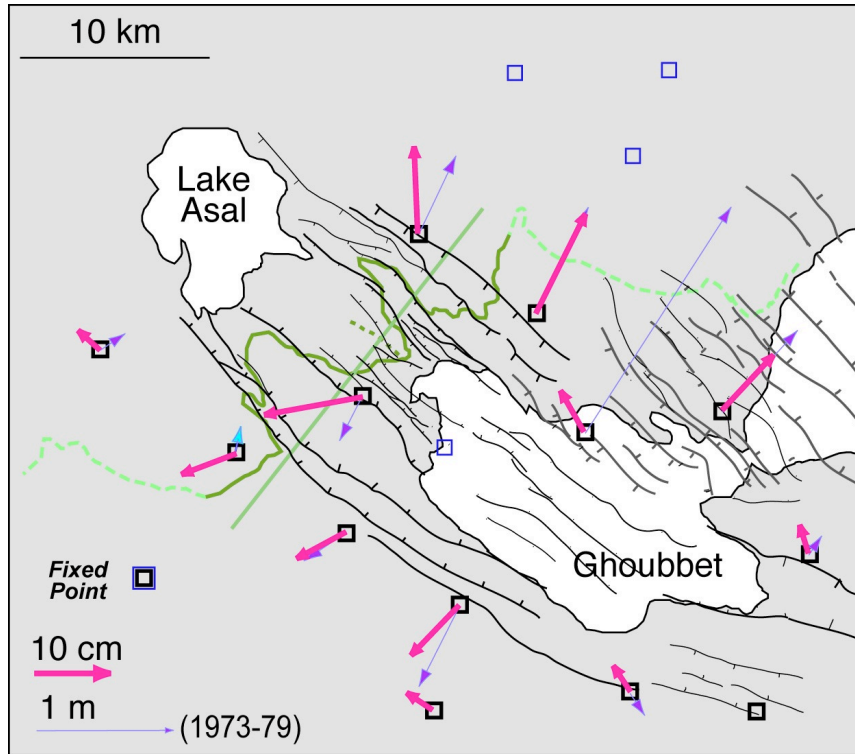 10 km
Lake
Asal
Ghoubbet
Fixed
Point
10 cm
1 m
(1973-79)